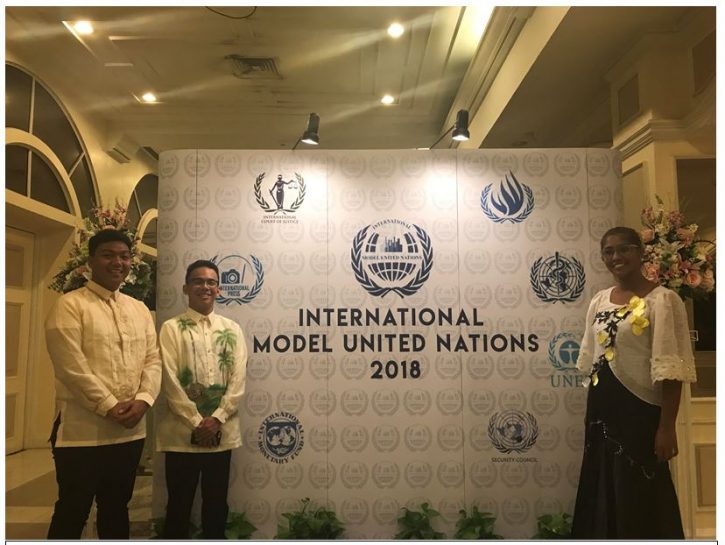 INTERNATIONAL
COURT OF JUSTICE
INTERNATIONAL
MODEL UNITED NATIONS
INTERNATIONAL
PRESS
INTERNATIONAL
MODEL UNITED NATIONS
2018
UNE
INTERNATIONAL
MONETARY FUND
SECURITY COUNCIL